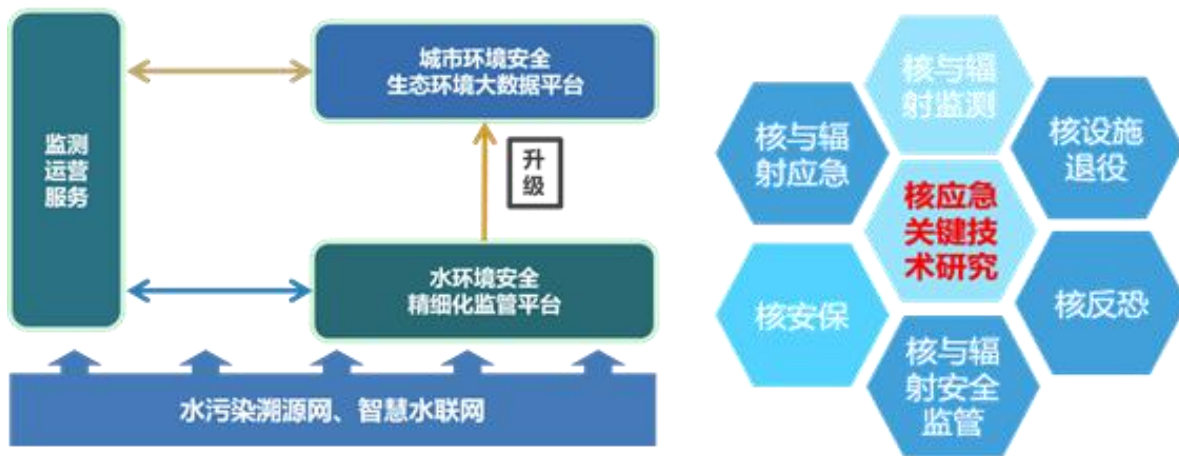 监测
运营
服务
城市环境安全
生态环境大数据平台
升
级
水环境安全
精细化监管平台
水污染溯源网、智慧水联网
核与辐
射监测
核与辐
射应急
核设施
退役
核应急
关键技
术研究
核安保
核反恐
核与辐
射安全
监管